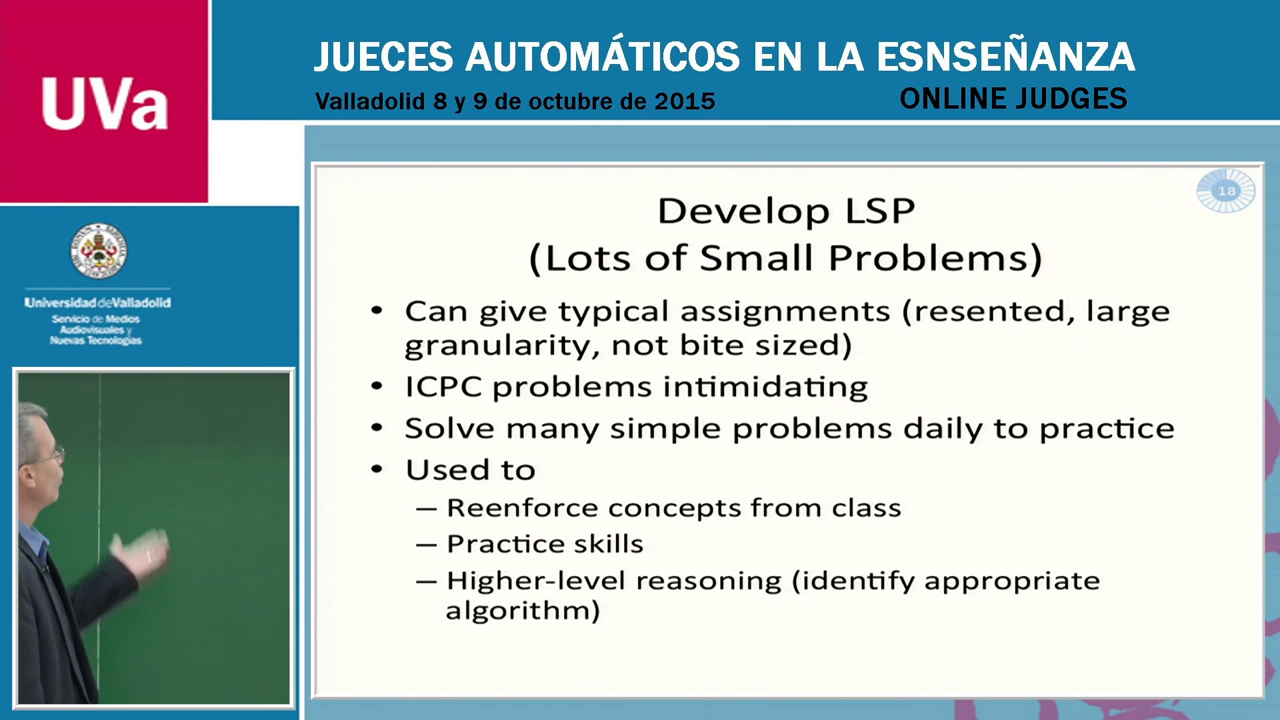 UVa
JUECES AUTOMÁTICOS EN LA ESNSEÑANZA
Valladolid 8 y 9 de octubre de 2015
ONLINE JUDGES
Universidad de Valladolid
Servicio de Medios
Audiovisuales y
Nuevas Tecnologías
18
Develop LSP
(Lots of Small Problems)
• Can give typical assignments (resented, large
granularity, not bite sized)
• ICPC problems intimidating
• Solve many simple problems daily to practice
• Used to
– Reenforce concepts from class
– Practice skills
– Higher-level reasoning (identify appropriate
algorithm)